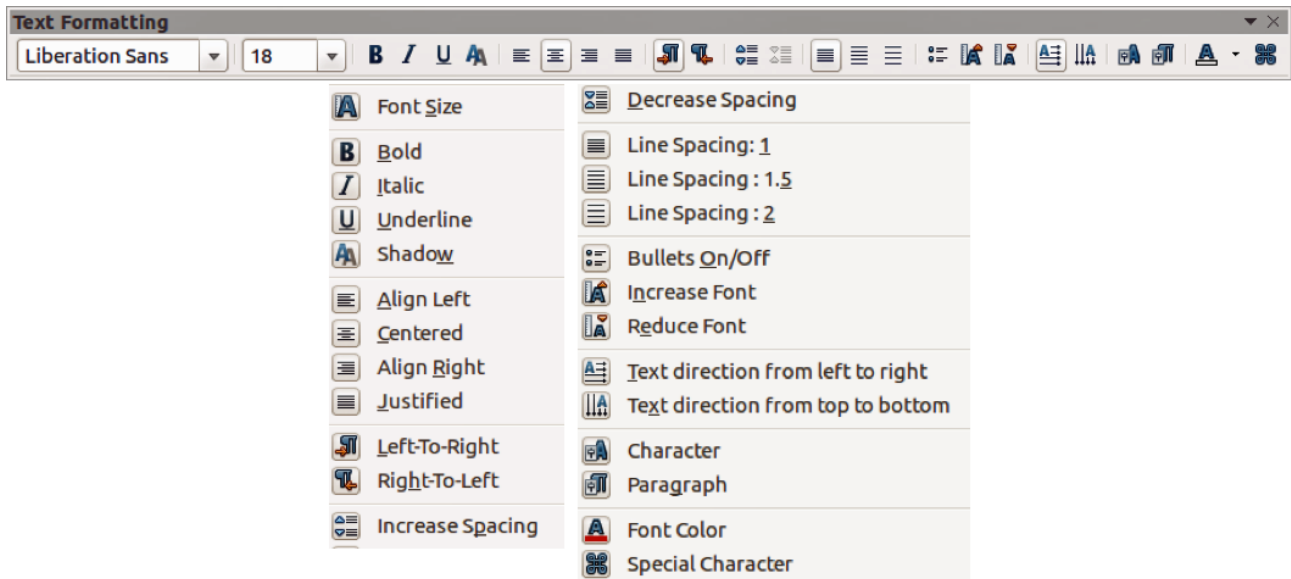 Text Formatting
Liberation Sans 18
Font Size
Bold
Italic
Underline
Shadow
Align Left
Centered
Align Right
Justified
Left-To-Right
Right-To-Left
Increase Spacing
Decrease Spacing
Line Spacing: 1
Line Spacing : 1.5
Line Spacing : 2
Bullets On/Off
Increase Font
Reduce Font
Text direction from left to right
Text direction from top to bottom
Character
Paragraph
Font Color
Special Character